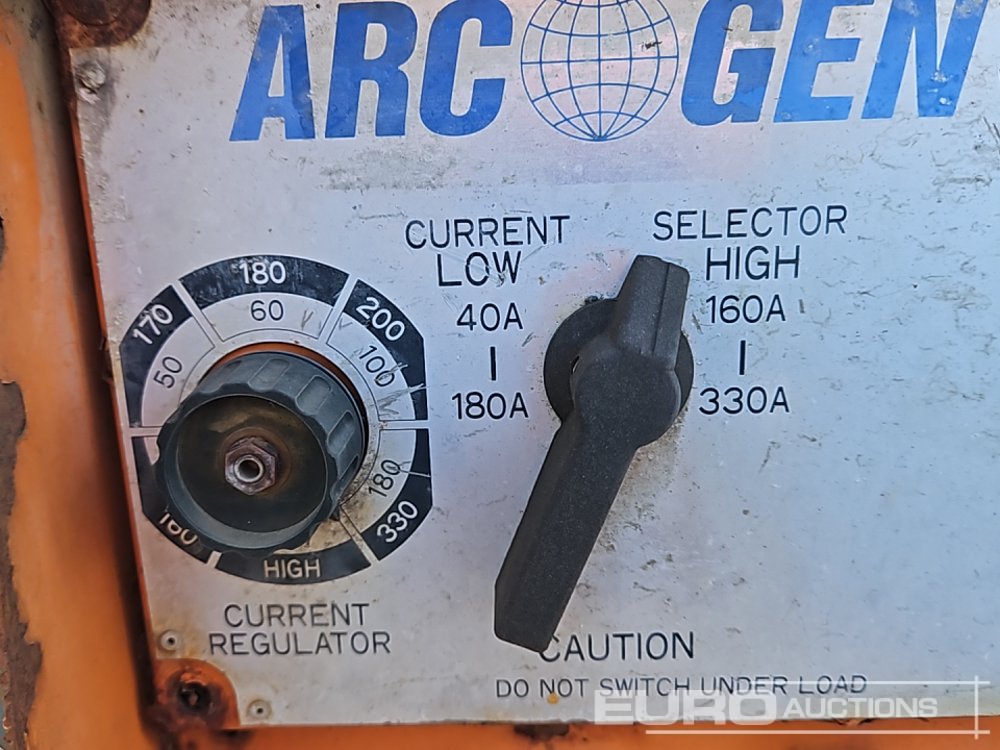 ARC GEN
CURRENT SELECTOR
LOW HIGH
40A 160A
180A 330A
180
170 200
60
50 100
180
160 330
HIGH
CURRENT
REGULATOR
CAUTION
DO NOT SWITCH UNDER LOAD
EURO AUCTIONS